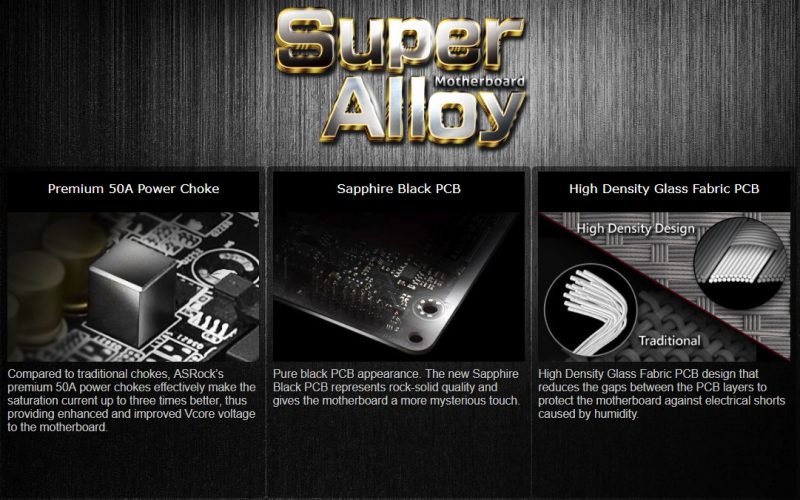 Super
Motherboard
Alloy
Premium 50A Power Choke
Compared to traditional chokes, ASRock's
premium 50A power chokes effectively make the
saturation current up to three times better, thus
providing enhanced and improved Vcore voltage
to the motherboard.
Sapphire Black PCB
Pure black PCB appearance. The new Sapphire
Black PCB represents rock-solid quality and
gives the motherboard a more mysterious touch.
High Density Glass Fabric PCB
High Density Design
Traditional
High Density Glass Fabric PCB design that
reduces the gaps between the PCB layers to
protect the motherboard against electrical shorts
caused by humidity.